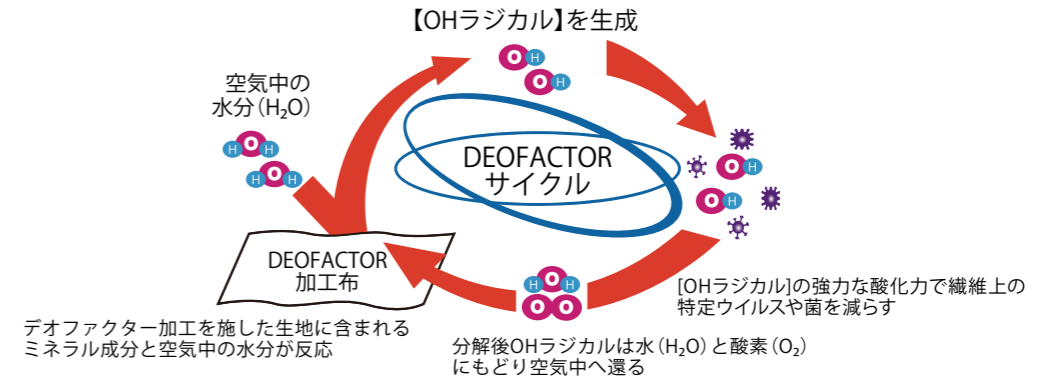 【OHラジカル】を生成
O H
O H
空気中の
水分（H₂O）
H O H
H O H
DEOFACTOR
サイクル
O H
O H
DEOFACTOR
加工布
H O H
O O
[OHラジカル]の強力な酸化力で繊維上の
特定ウイルスや菌を減らす
デオファクター加工を施した生地に含まれる
ミネラル成分と空気中の水分が反応
分解後OHラジカルは水（H₂O）と酸素（O₂）
にもどり空気中へ還る